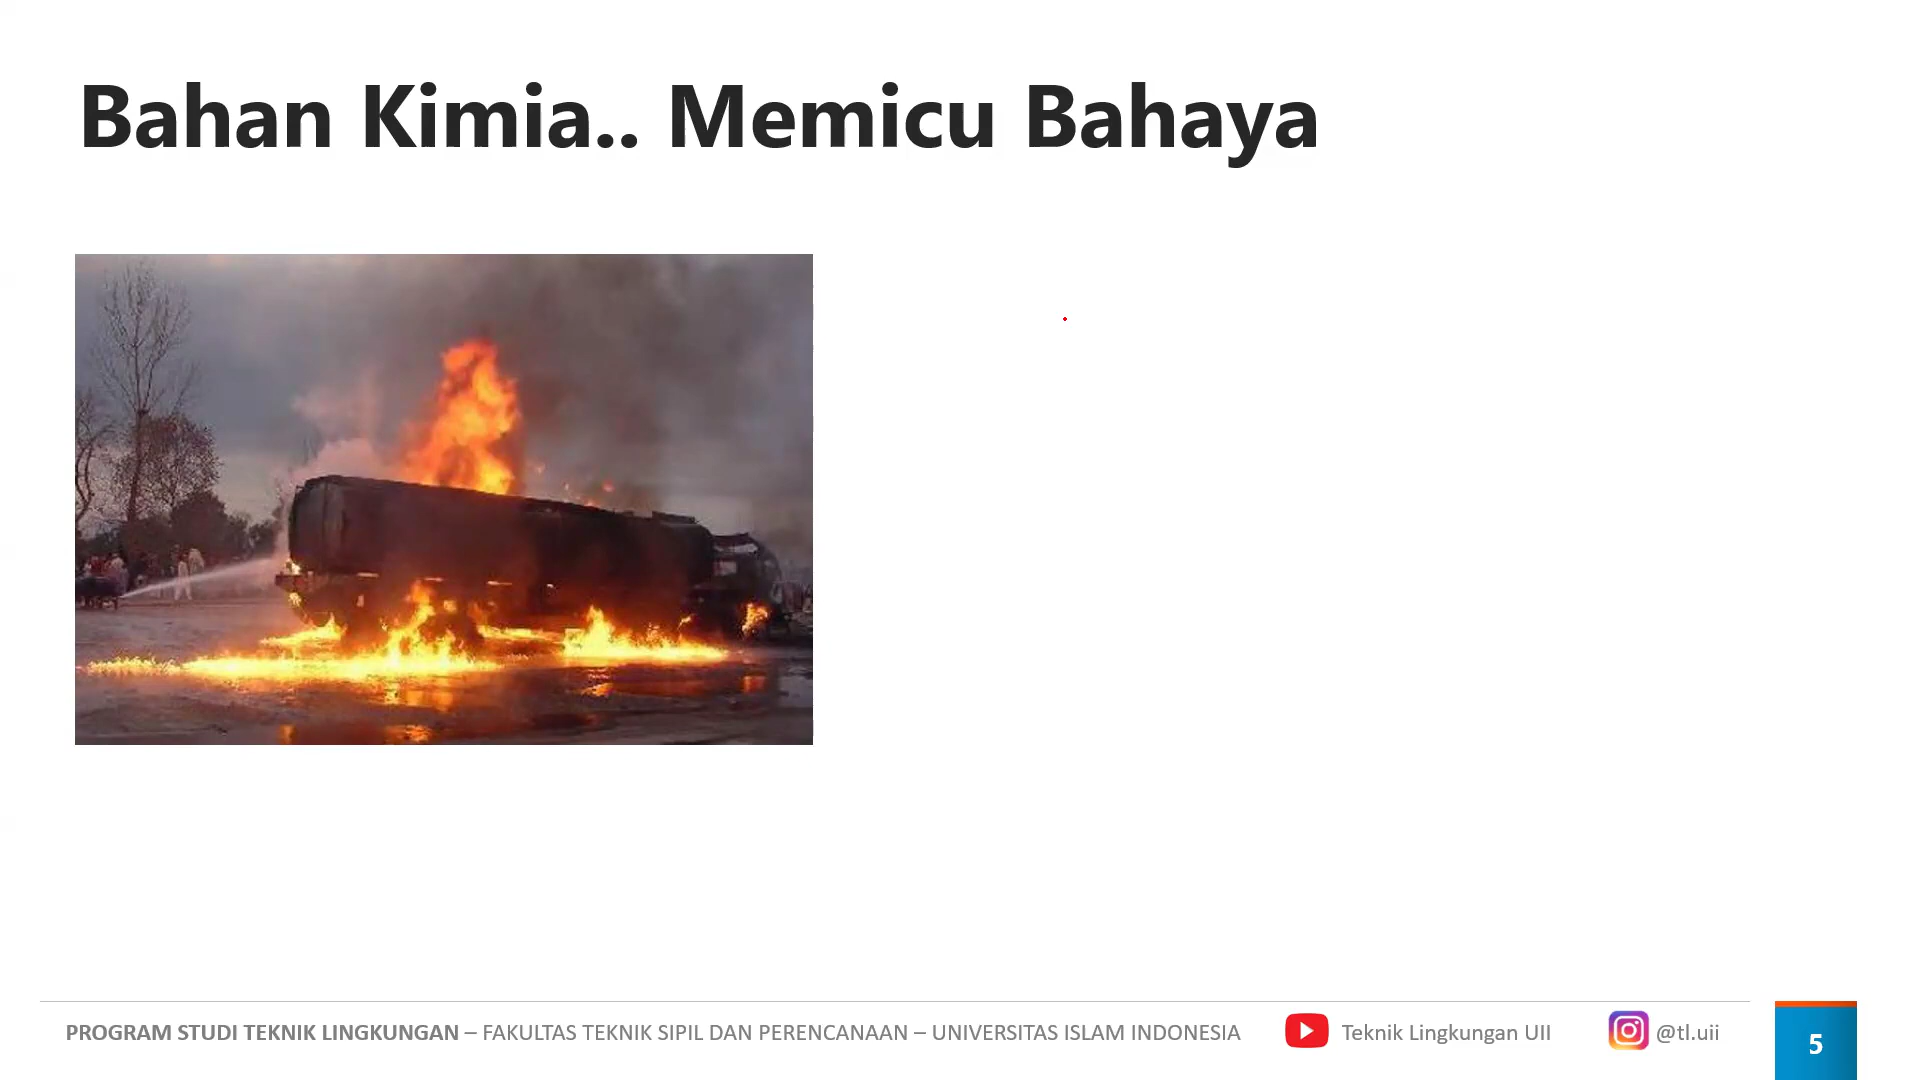 Bahan Kimia.. Memicu Bahaya
PROGRAM STUDI TEKNIK LINGKUNGAN – FAKULTAS TEKNIK SIPIL DAN PERENCANAAN – UNIVERSITAS ISLAM INDONESIA
Teknik Lingkungan UII
@tl.uii
5